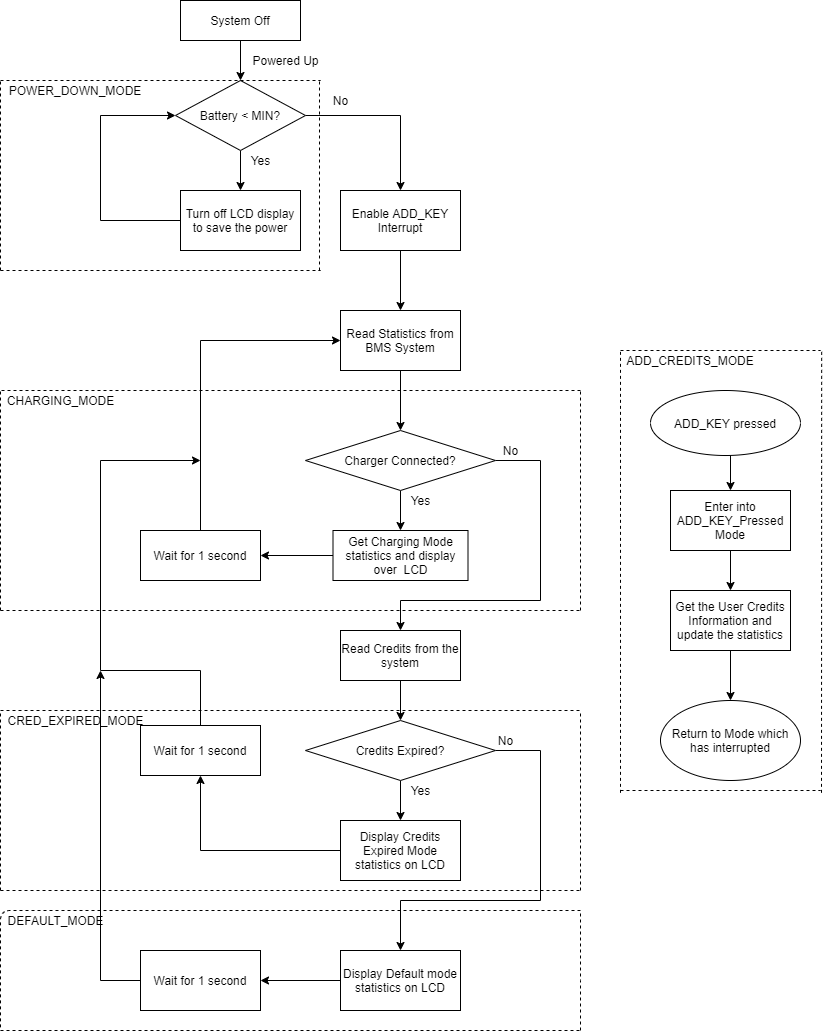 System Off
Powered Up
POWER_DOWN_MODE
Battery < MIN?
No
Yes
Turn off LCD display
to save the power
Enable ADD_KEY
Interrupt
Read Statistics from
BMS System
CHARGING_MODE
Charger Connected?
No
Yes
Get Charging Mode
statistics and display
over LCD
Wait for 1 second
Read Credits from the
system
CRED_EXPIRED_MODE
Wait for 1 second
Credits Expired?
No
Yes
Display Credits
Expired Mode
statistics on LCD
DEFAULT_MODE
Wait for 1 second
Display Default mode
statistics on LCD
ADD_CREDITS_MODE
ADD_KEY pressed
Enter into
ADD_KEY_Pressed
Mode
Get the User Credits
Information and
update the statistics
Return to Mode which
has interrupted